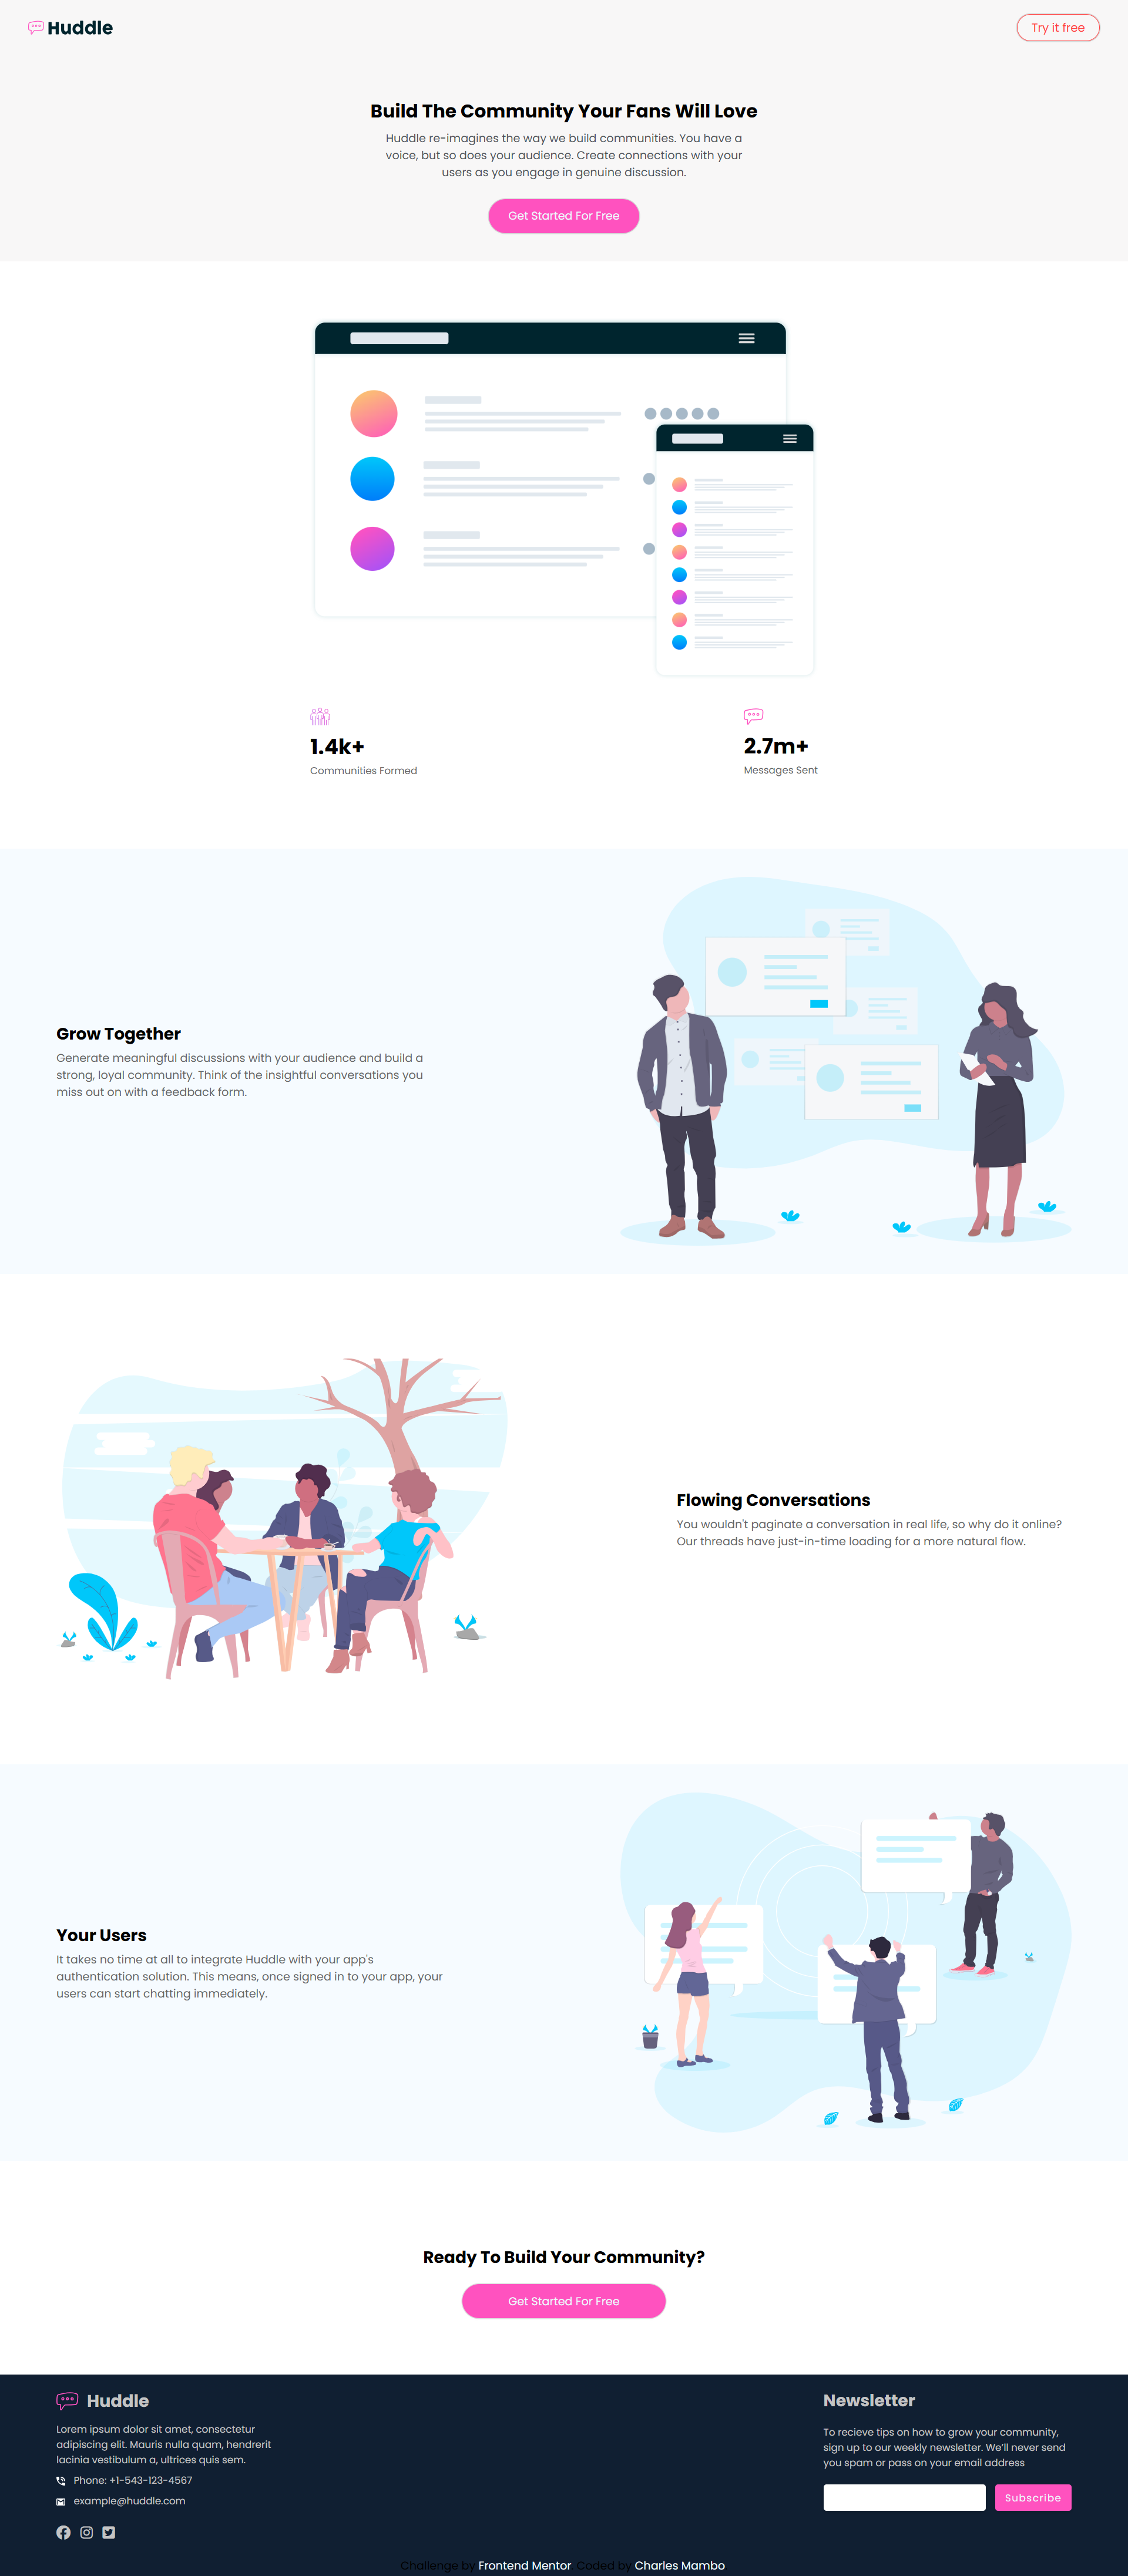 Huddle
Try it free
Build The Community Your Fans Will Love
Huddle re-imagines the way we build communities. You have a
voice, but so does your audience. Create connections with your
users as you engage in genuine discussion.
Get Started For Free
1.4k+
Communities Formed
2.7m+
Messages Sent
Grow Together
Generate meaningful discussions with your audience and build a
strong, loyal community. Think of the insightful conversations you
miss out on with a feedback form.
Flowing Conversations
You wouldn't paginate a conversation in real life, so why do it online?
Our threads have just-in-time loading for a more natural flow.
Your Users
It takes no time at all to integrate Huddle with your app's
authentication solution. This means, once signed in to your app, your
users can start chatting immediately.
Ready To Build Your Community?
Get Started For Free
Huddle
Lorem ipsum dolor sit amet, consectetur
adipiscing elit. Mauris nulla quam, hendrerit
lacinia vestibulum a, ultrices quis sem.
Phone: +1-543-123-4567
example@huddle.com
Newsletter
To recieve tips on how to grow your community,
sign up to our weekly newsletter. We'll never send
you spam or pass on your email address
Subscribe
Challenge by Frontend Mentor. Coded by Charles Mambo